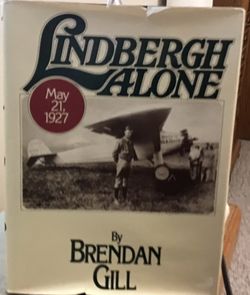 LINDBERGH
ALONE
May
21,
1927
By
BRENDAN
GILL